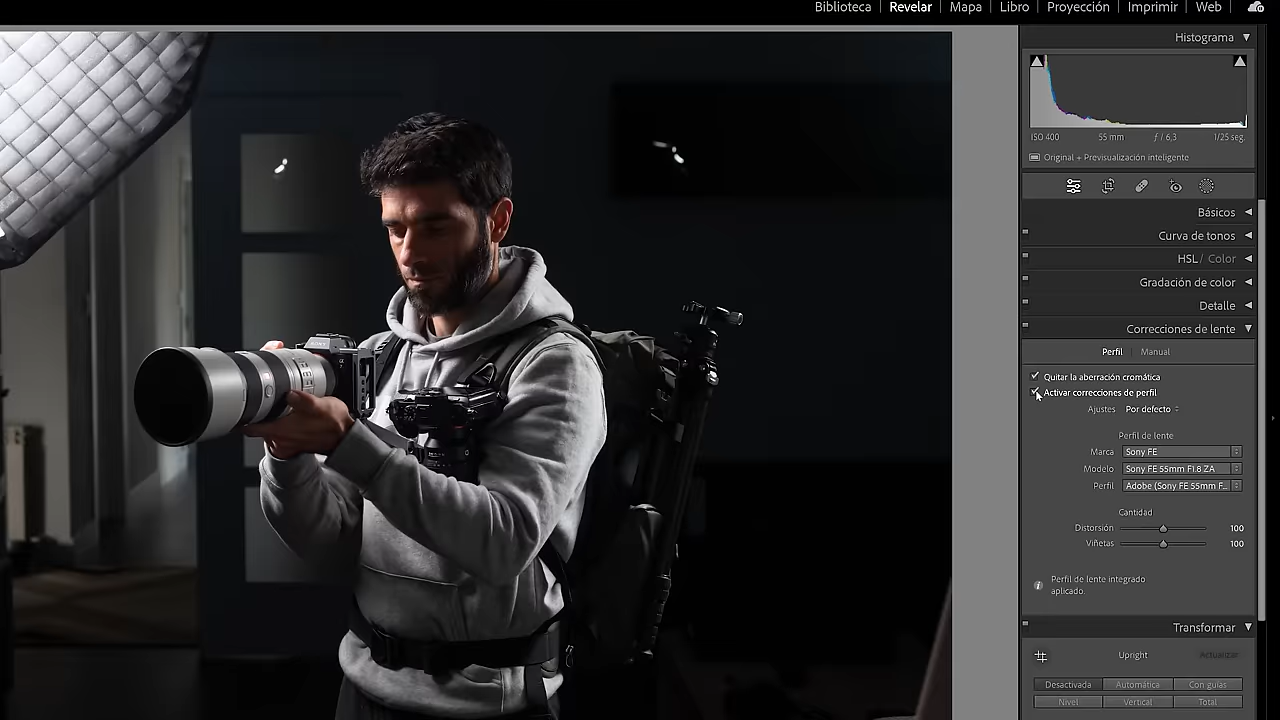 Biblioteca | Revelar | Mapa | Libro | Proyección | Imprimir | Web |
Histograma
ISO 400 55 mm ƒ / 6,3 1/25 seg.
Original + Previsualización inteligente
Básicos
Curva de tonos
HSL / Color
Gradación de color
Detalle
Correcciones de lente
Perfil | Manual
Quitar la aberración cromática
Activar correcciones de perfil
Ajustes Por defecto
Perfil de lente
Marca Sony FE
Modelo Sony FE 55mm F1.8 ZA
Perfil Adobe (Sony FE 55mm F...
Cantidad
Distorsión 100
Viñetas 100
Perfil de lente integrado
aplicado.
Transformar
Upright Actualizar
Desactivada Automática Con guías
Nivel Vertical Total
SONY